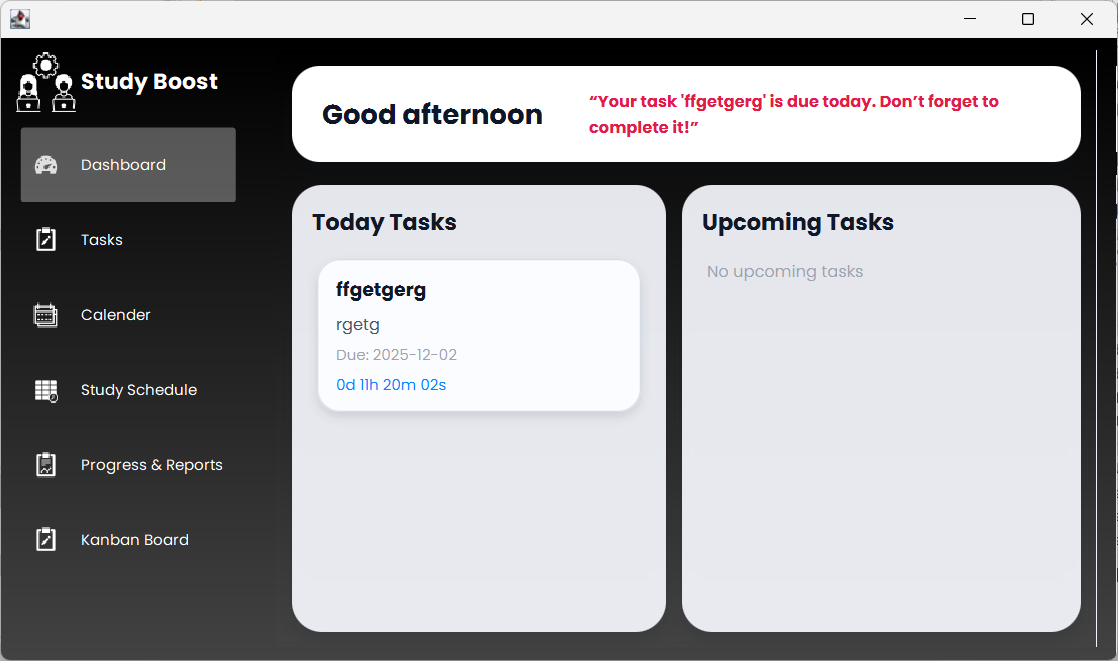 Study Boost
Dashboard
Tasks
Calender
Study Schedule
Progress & Reports
Kanban Board
Good afternoon
“Your task 'ffgetgerg' is due today. Don’t forget to
complete it!”
Today Tasks
ffgetgerg
rgetg
Due: 2025-12-02
0d 11h 20m 02s
Upcoming Tasks
No upcoming tasks